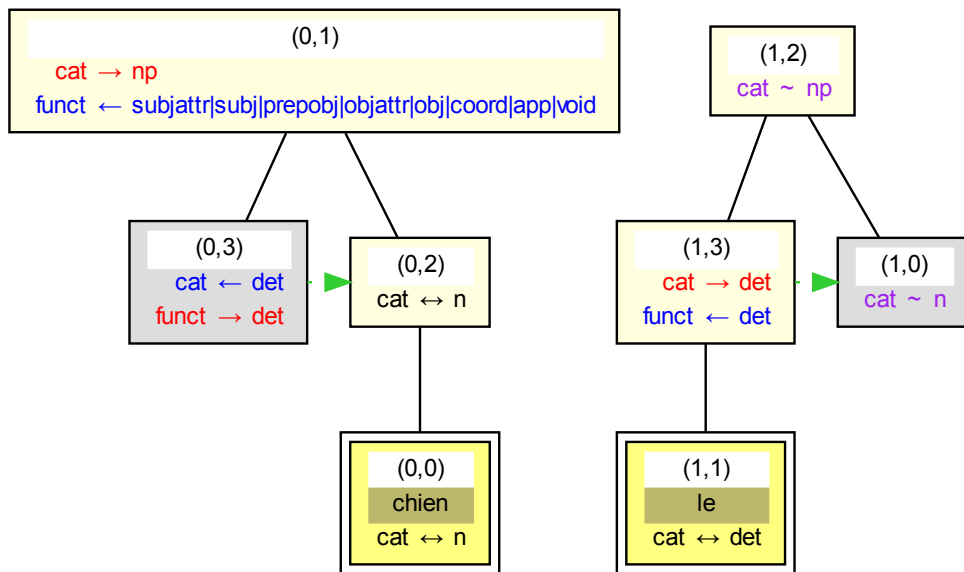 (0,1)
cat → np
funct ← subjattr|subj|prepobj|objattr|obj|coord|app|void
(1,2)
cat ~ np
(0,3)
cat ← det
funct → det
(0,2)
cat ↔ n
(1,3)
cat → det
funct ← det
(1,0)
cat ~ n
(0,0)
chien
cat ↔ n
(1,1)
le
cat ↔ det